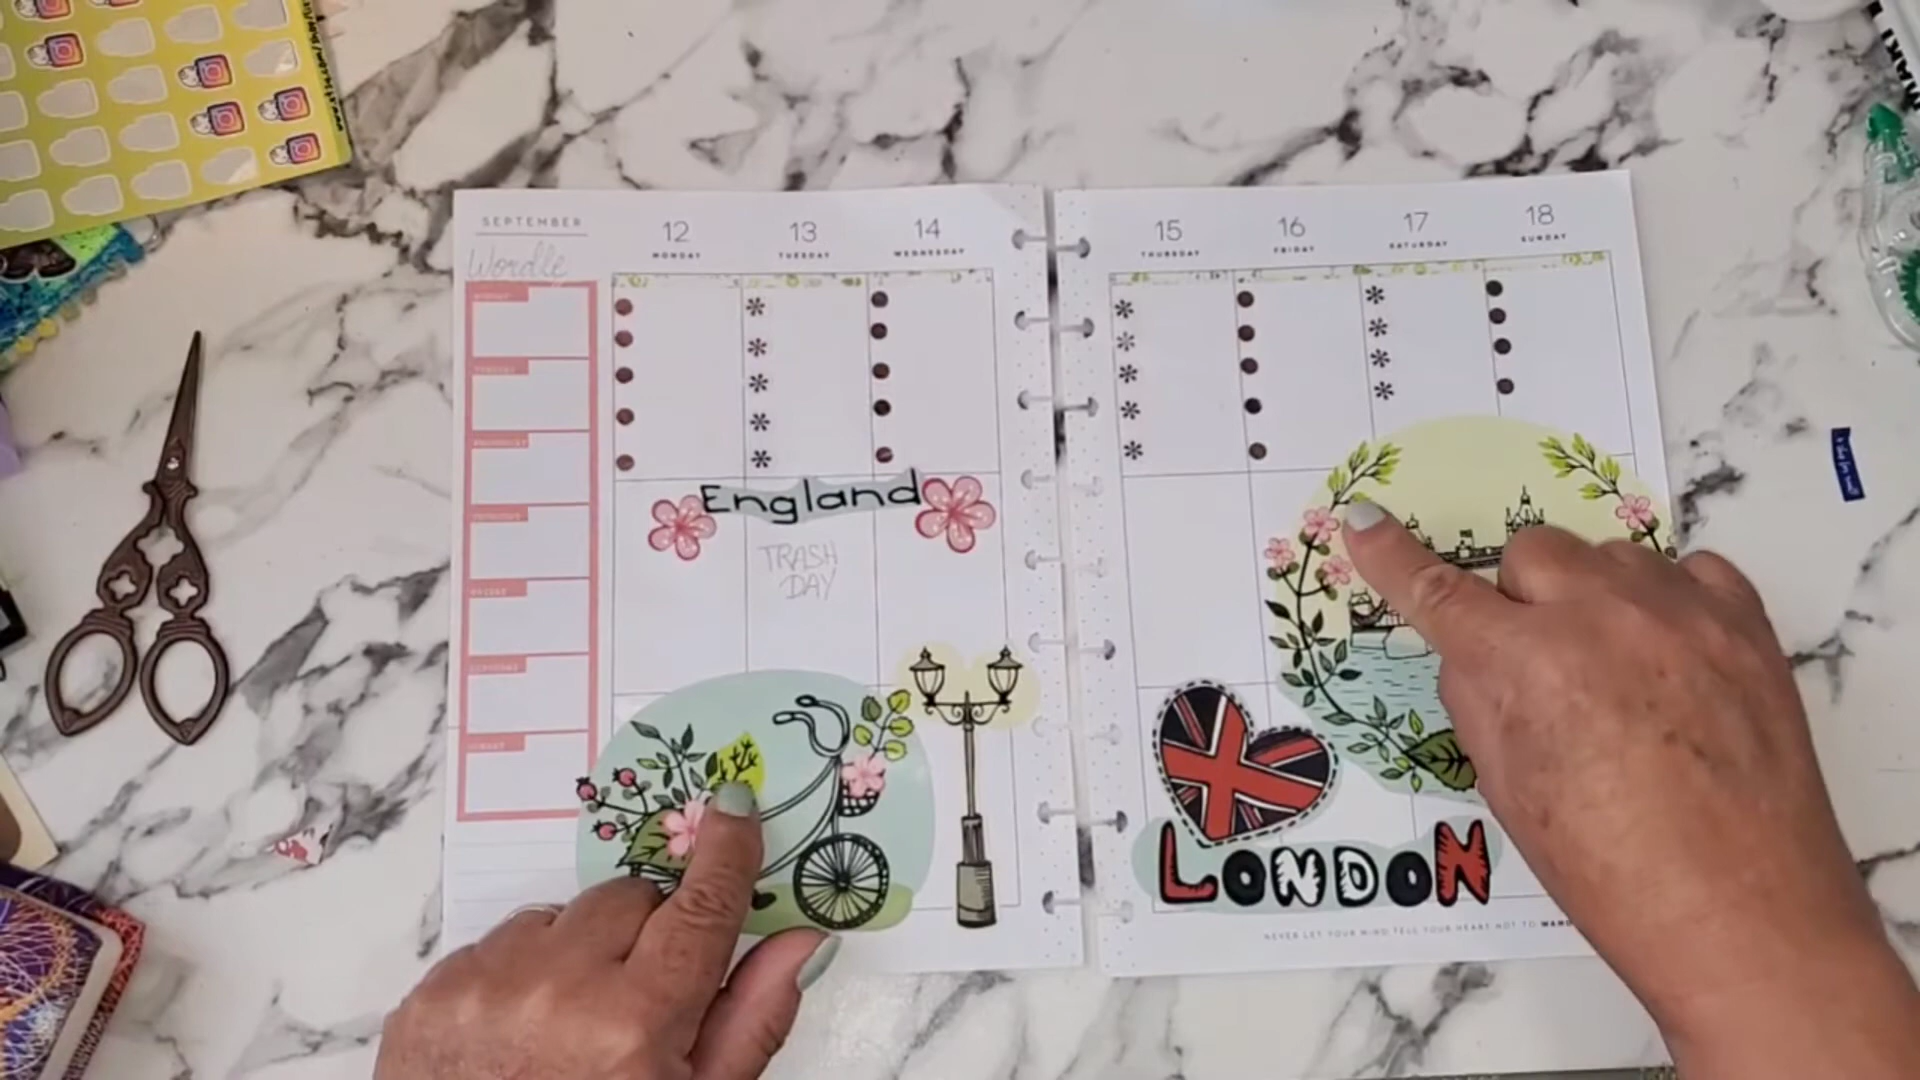 SEPTEMBER
Wordle
12
MONDAY
13
TUESDAY
14
WEDNESDAY
15
THURSDAY
16
FRIDAY
17
SATURDAY
18
SUNDAY
England
TRASH
DAY
LONDON
NEVER LET YOUR MIND TELL YOUR HEART NOT TO